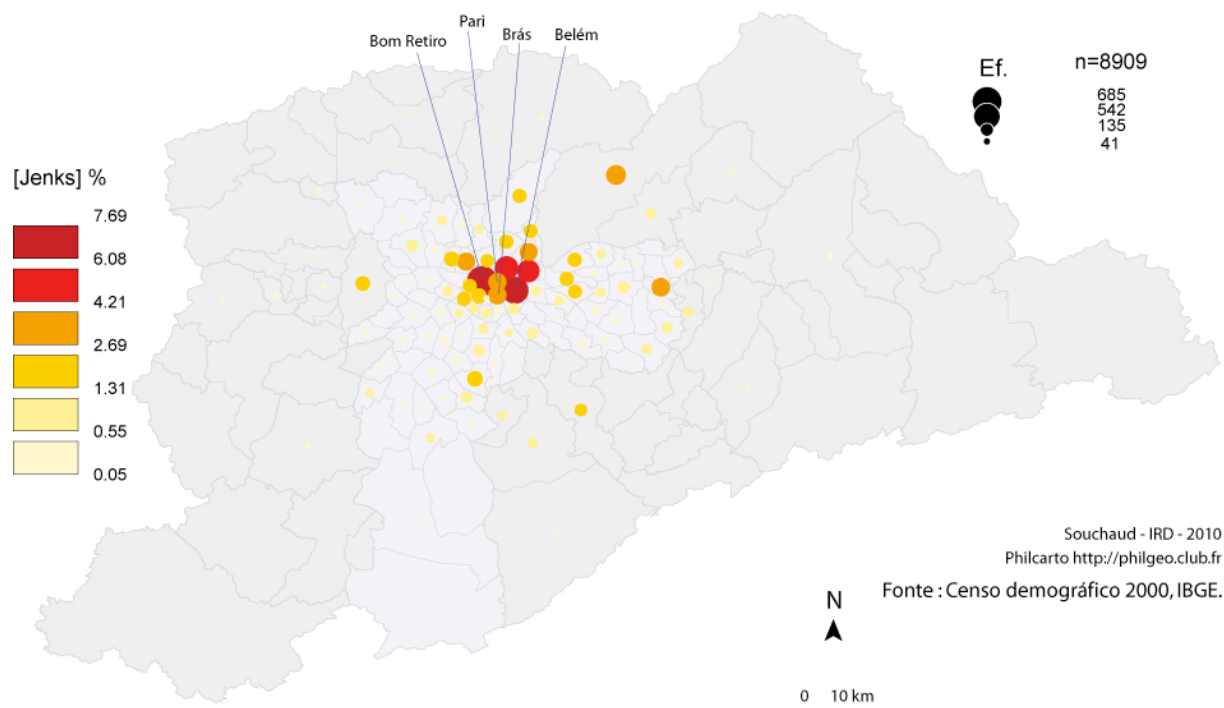 Pari
Bom Retiro
Brás
Belém
Ef.
n=8909
685
542
135
41
[Jenks] %
7.69
6.08
4.21
2.69
1.31
0.55
0.05
Souchaud - IRD - 2010
Philcarto http://philgeo.club.fr
Fonte : Censo demográfico 2000, IBGE.
N
0 10 km